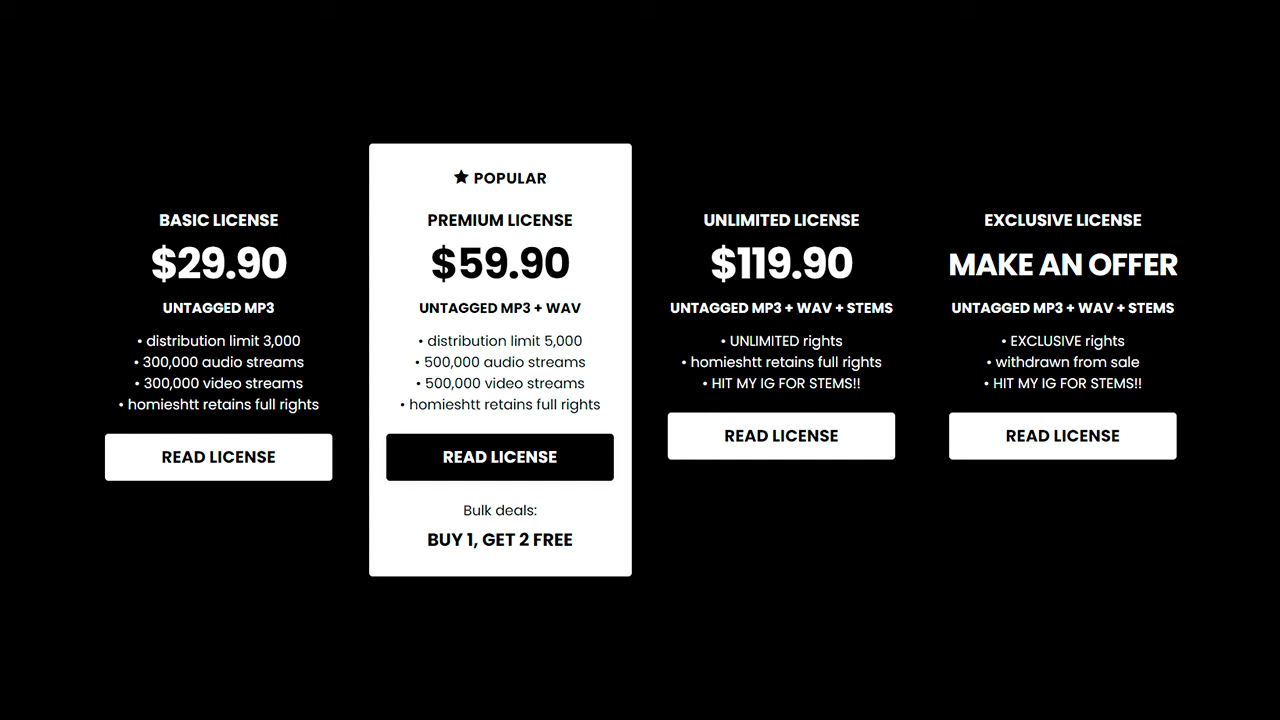 BASIC LICENSE
$29.90
UNTAGGED MP3
• distribution limit 3,000
• 300,000 audio streams
• 300,000 video streams
• homieshtt retains full rights
READ LICENSE
★ POPULAR
PREMIUM LICENSE
$59.90
UNTAGGED MP3 + WAV
• distribution limit 5,000
• 500,000 audio streams
• 500,000 video streams
• homieshtt retains full rights
READ LICENSE
Bulk deals:
BUY 1, GET 2 FREE
UNLIMITED LICENSE
$119.90
UNTAGGED MP3 + WAV + STEMS
• UNLIMITED rights
• homieshtt retains full rights
• HIT MY IG FOR STEMS!!
READ LICENSE
EXCLUSIVE LICENSE
MAKE AN OFFER
UNTAGGED MP3 + WAV + STEMS
• EXCLUSIVE rights
• withdrawn from sale
• HIT MY IG FOR STEMS!!
READ LICENSE